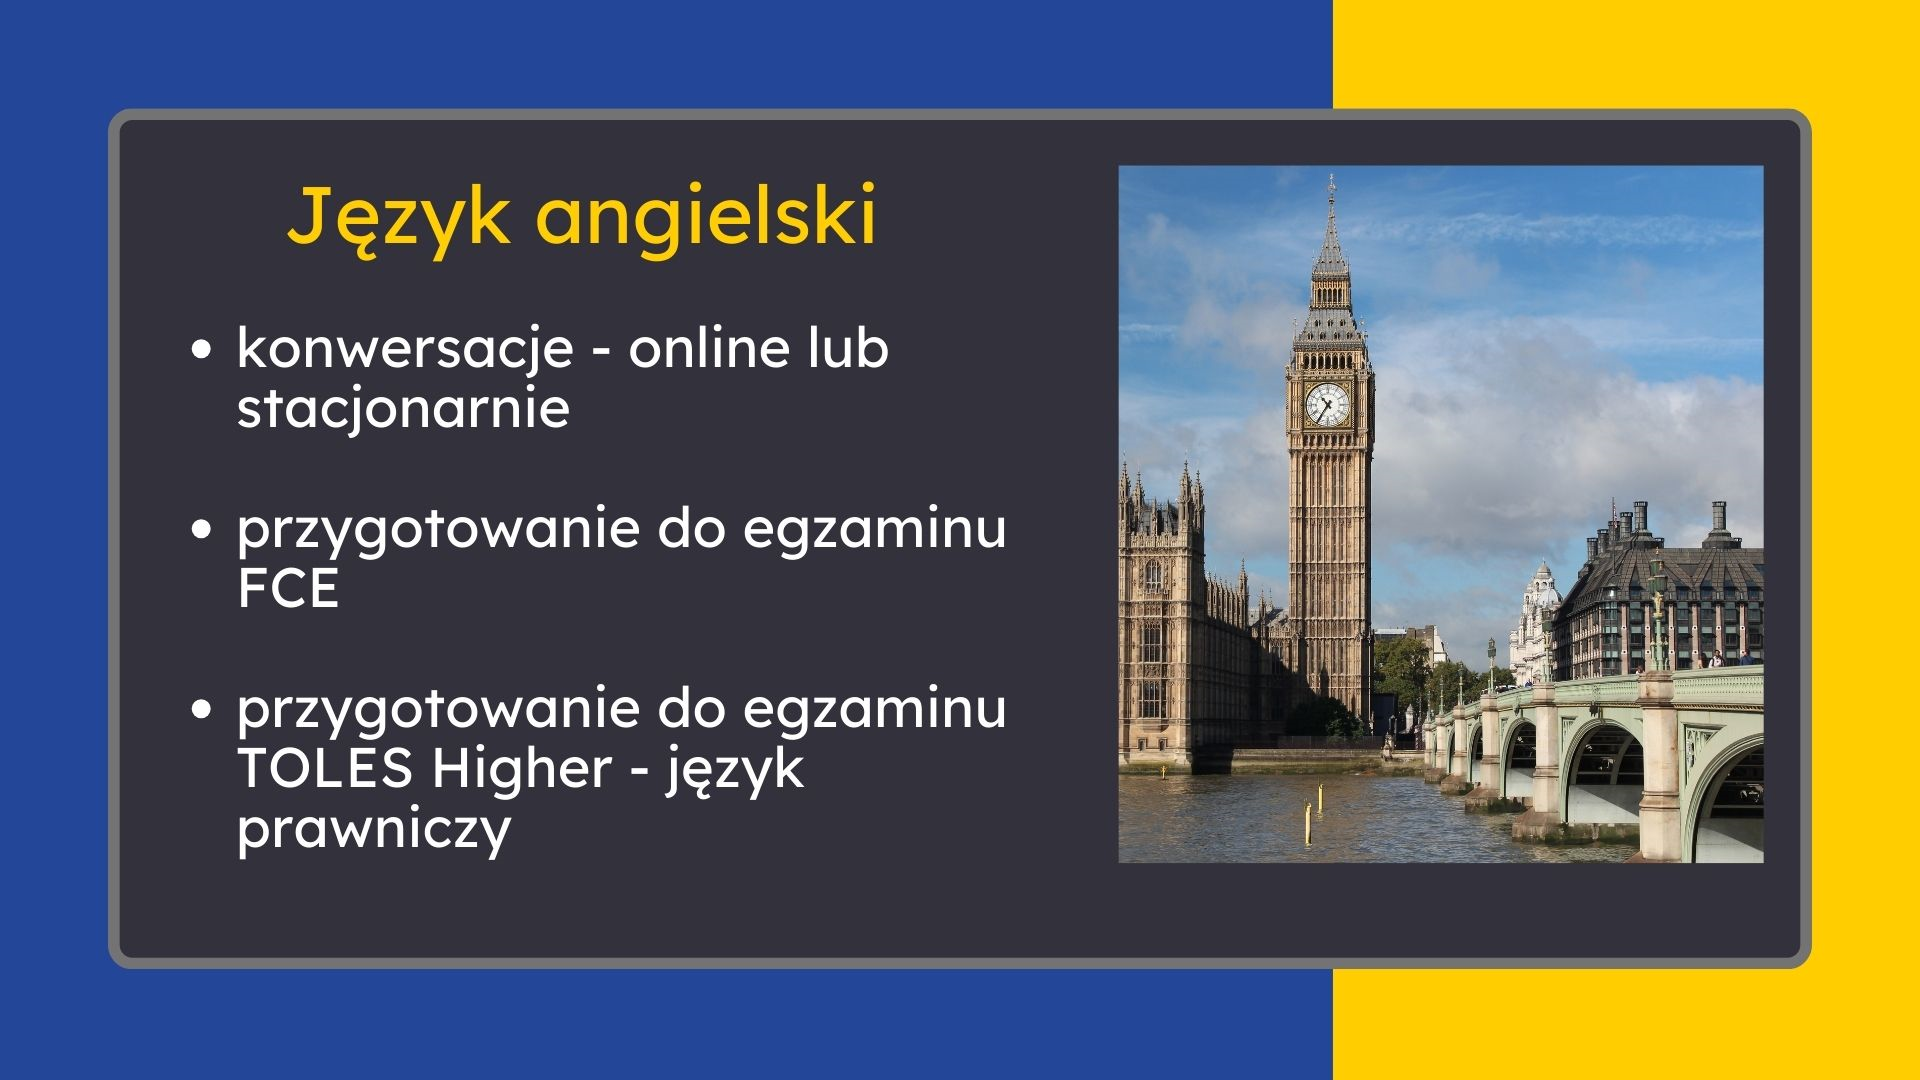 Język angielski
• konwersacje - online lub
stacjonarnie
• przygotowanie do egzaminu
FCE
• przygotowanie do egzaminu
TOLES Higher - język
prawniczy